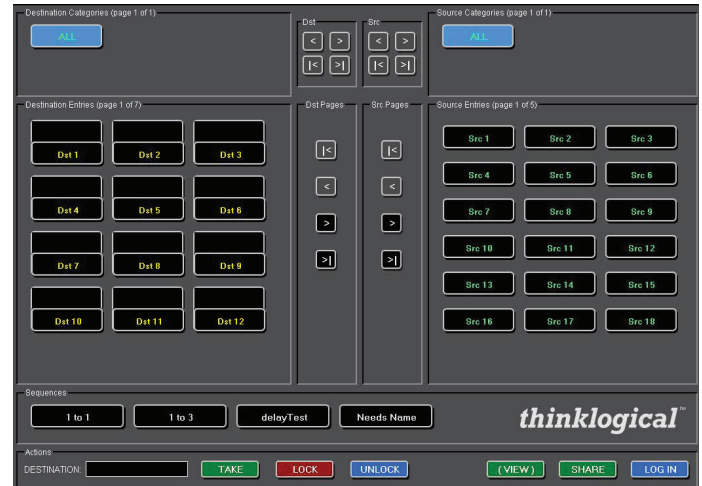 Destination Categories (page 1 of 1)
ALL
Dst
< >
|< >|
Src
< >
|< >|
Source Categories (page 1 of 1)
ALL
Destination Entries (page 1 of 7)
Dst 1 Dst 2 Dst 3
Dst 4 Dst 5 Dst 6
Dst 7 Dst 8 Dst 9
Dst 10 Dst 11 Dst 12
Dst Pages
|<
<
>
>|
Src Pages
|<
<
>
>|
Source Entries (page 1 of 5)
Src 1 Src 2 Src 3
Src 4 Src 5 Src 6
Src 7 Src 8 Src 9
Src 10 Src 11 Src 12
Src 13 Src 14 Src 15
Src 16 Src 17 Src 18
Sequences
1 to 1 1 to 3 delayTest Needs Name
thinklogical™
Actions
DESTINATION: TAKE LOCK UNLOCK ( VIEW ) SHARE LOG IN